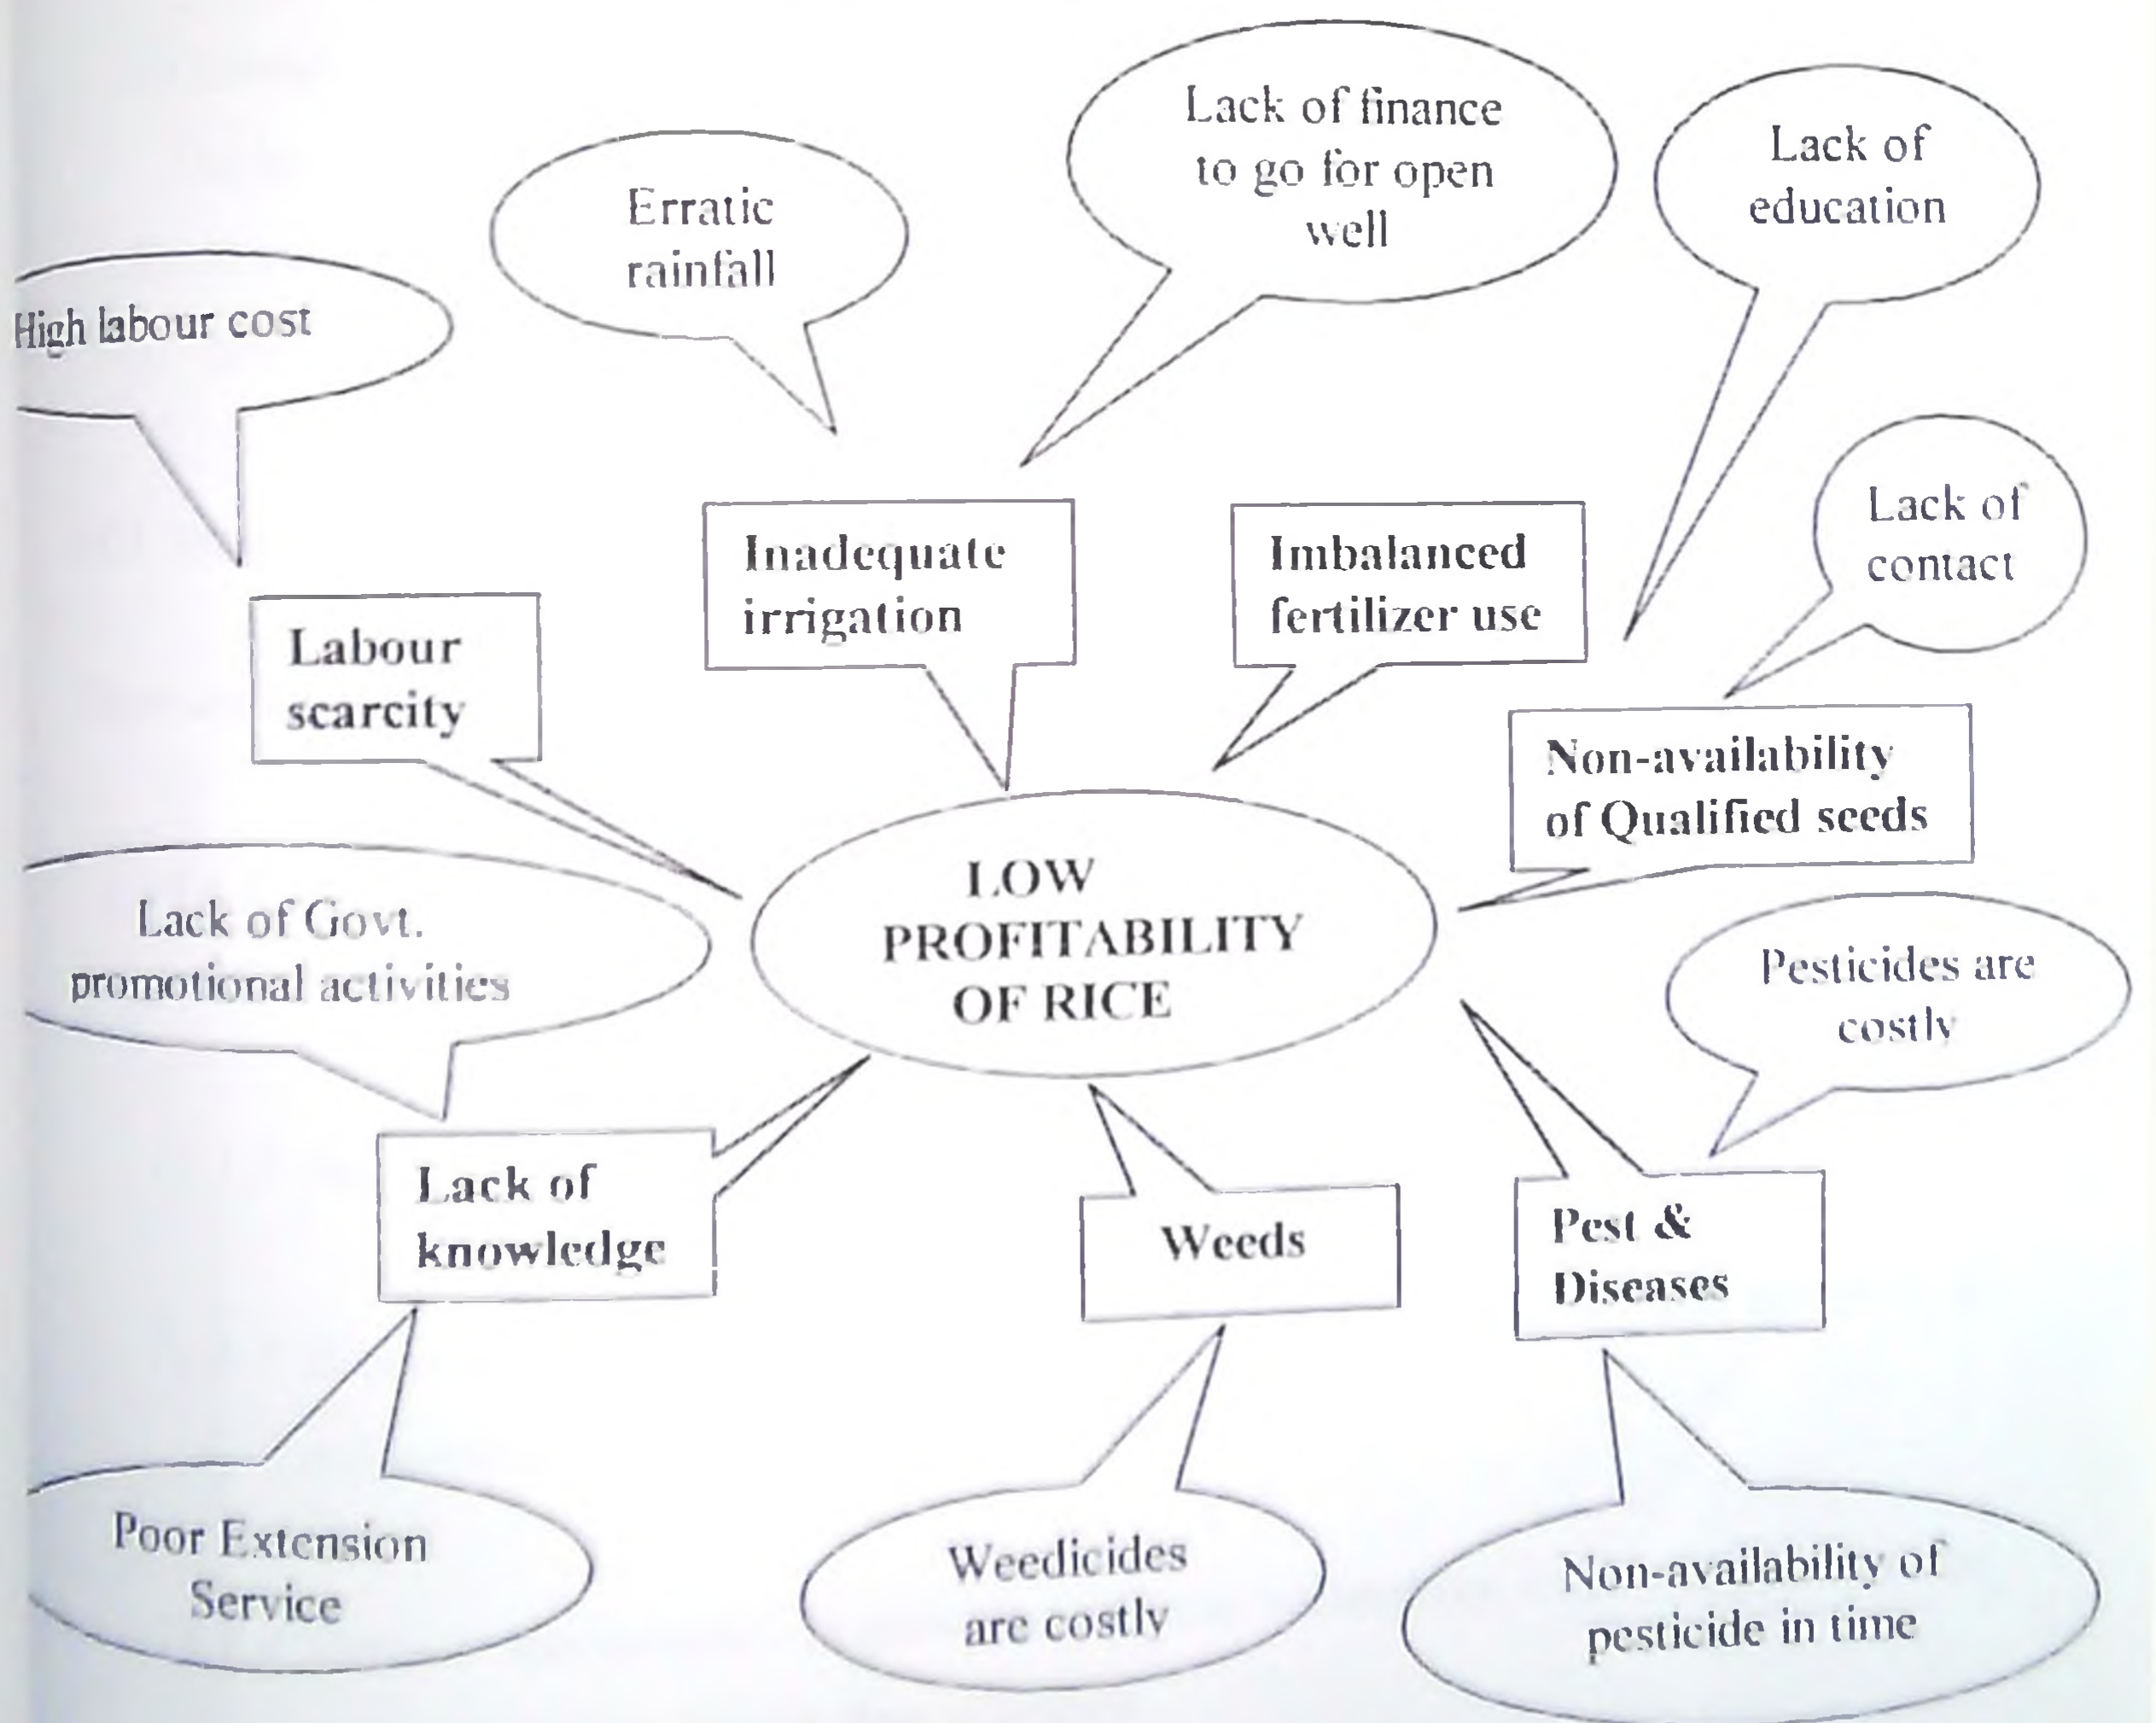 Lack of finance
to go for open
well
Lack of
education
Erratic
rainfall
High labour cost
Lack of
contact
Inadequate
irrigation
Imbalanced
fertilizer use
Labour
scarcity
Non-availability
of Qualified seeds
LOW
PROFITABILITY
OF RICE
Lack of Govt.
promotional activities
Pesticides are
costly
Lack of
knowledge
Weeds
Pest &
Diseases
Poor Extension
Service
Weedicides
are costly
Non-availability of
pesticide in time